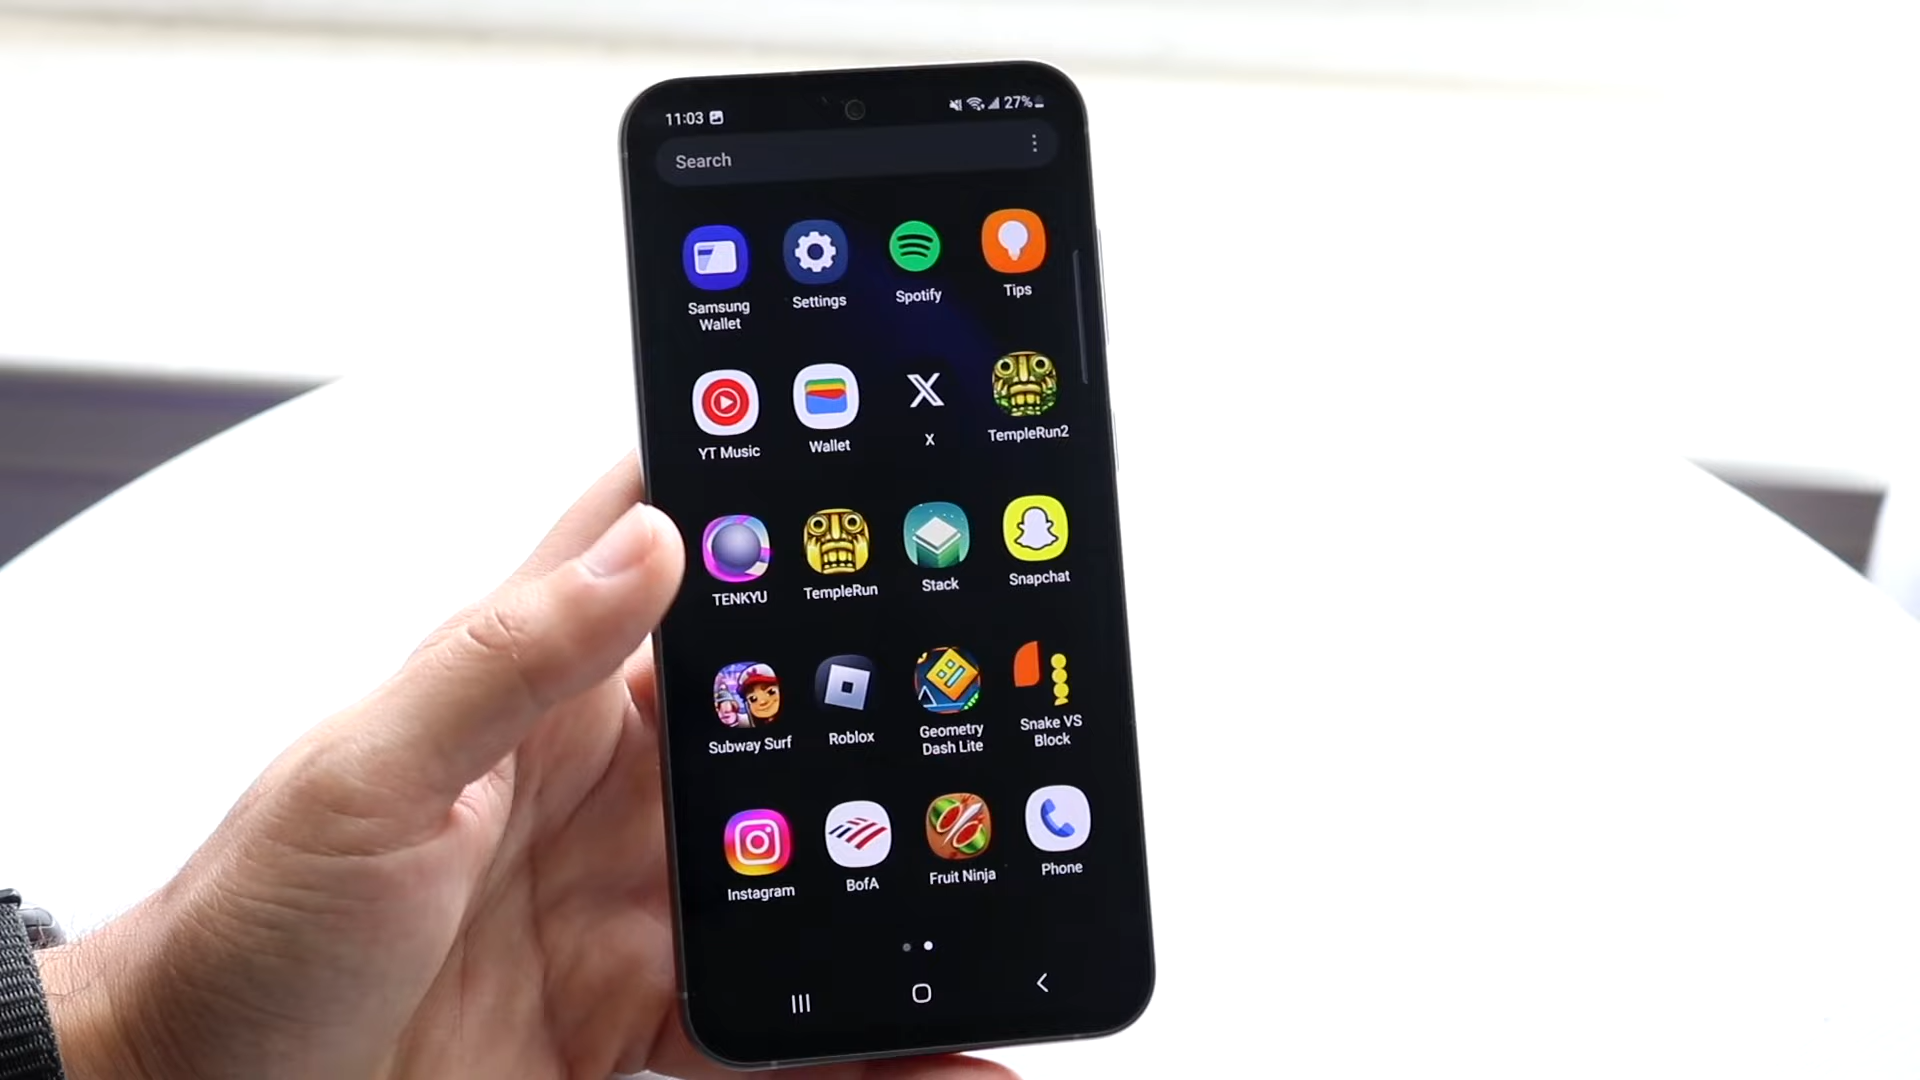 11:03 27%
Search
Samsung
Wallet
Settings
Spotify
Tips
YT Music
Wallet
X
TempleRun2
TENKYU
TempleRun
Stack
Snapchat
Subway Surf
Roblox
Geometry
Dash Lite
Snake VS
Block
Instagram
BofA
Fruit Ninja
Phone